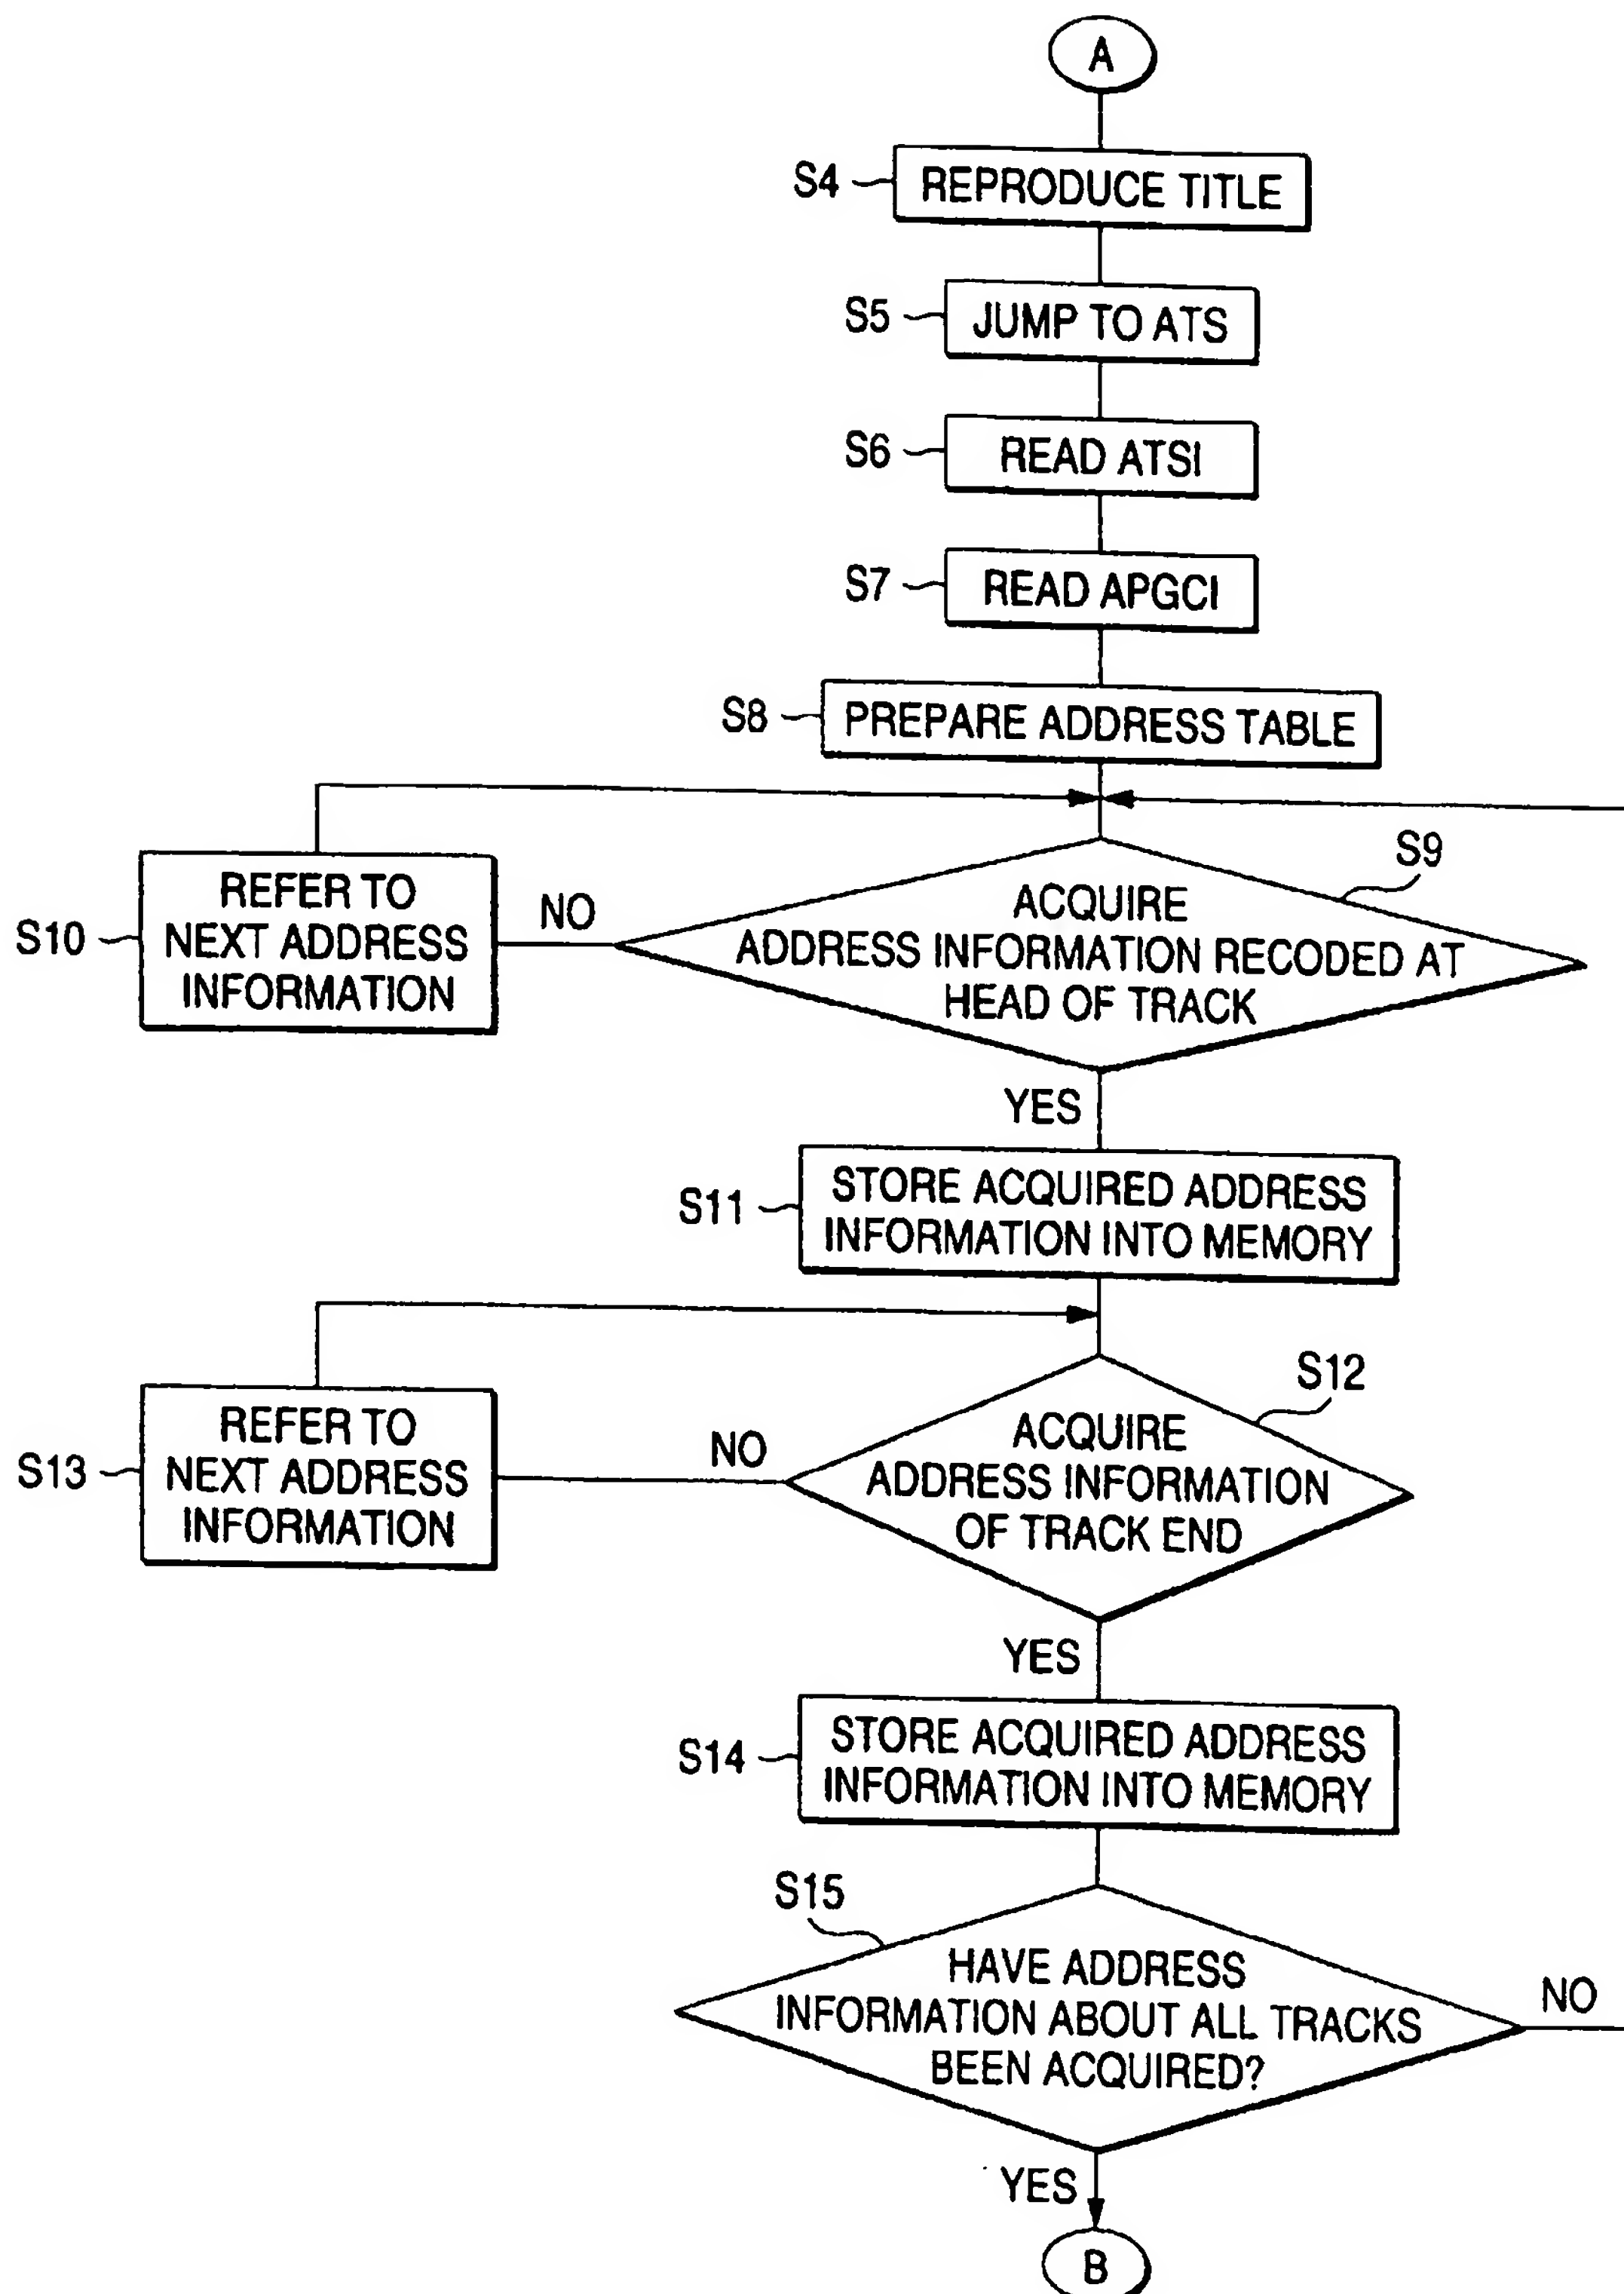 A
S4
REPRODUCE TITLE
S5
JUMP TO ATS
S6
READ ATSI
S7
READ APGCI
S8
PREPARE ADDRESS TABLE
S9
ACQUIRE
ADDRESS INFORMATION RECODED AT
HEAD OF TRACK
NO
S10
REFER TO
NEXT ADDRESS
INFORMATION
YES
S11
STORE ACQUIRED ADDRESS
INFORMATION INTO MEMORY
S12
ACQUIRE
ADDRESS INFORMATION
OF TRACK END
NO
S13
REFER TO
NEXT ADDRESS
INFORMATION
YES
S14
STORE ACQUIRED ADDRESS
INFORMATION INTO MEMORY
S15
HAVE ADDRESS
INFORMATION ABOUT ALL TRACKS
BEEN ACQUIRED?
NO
YES
B